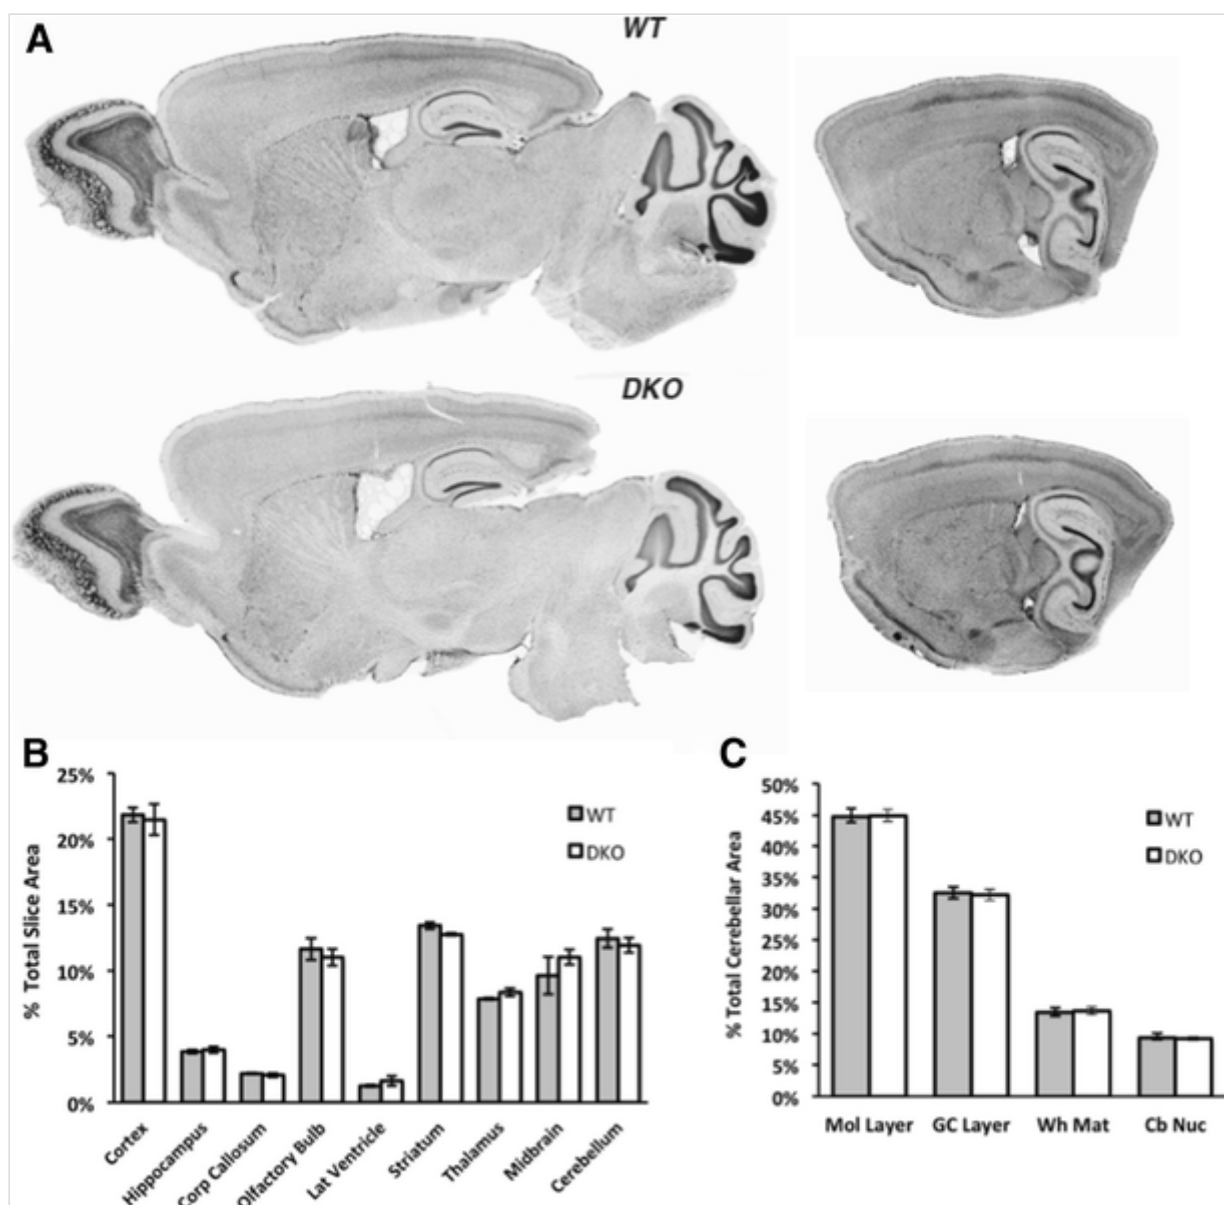 A
WT
DKO
B
25%
20%
15%
10%
5%
0%
% Total Slice Area
WT
DKO
Cortex
Hippocampus
Corp Callosum
Olfactory Bulb
Lat Ventricle
Striatum
Thalamus
Midbrain
Cerebellum
C
50%
45%
40%
35%
30%
25%
20%
15%
10%
5%
0%
% Total Cerebellar Area
WT
DKO
Mol Layer
GC Layer
Wh Mat
Cb Nuc